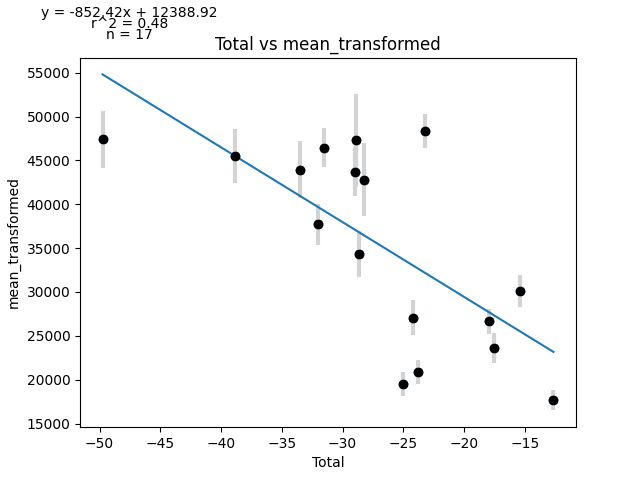 y = -852.42x + 12388.92
r^2 = 0.48
n = 17
Total vs mean_transformed
55000
50000
45000
40000
35000
30000
25000
20000
15000
mean_transformed
−50 −45 −40 −35 −30 −25 −20 −15
Total